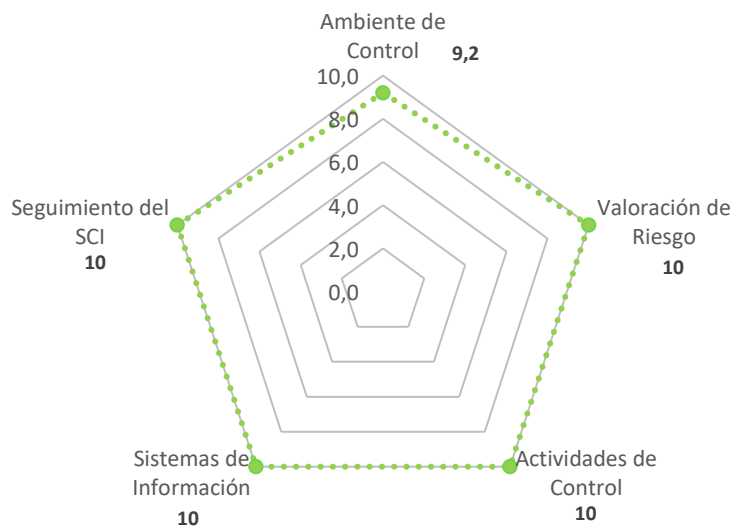 Ambiente de
Control
9,2
10,0
8,0
6,0
4,0
2,0
0,0
Valoración de
Riesgo
10
Actividades de
Control
10
Sistemas de
Información
10
Seguimiento del
SCI
10